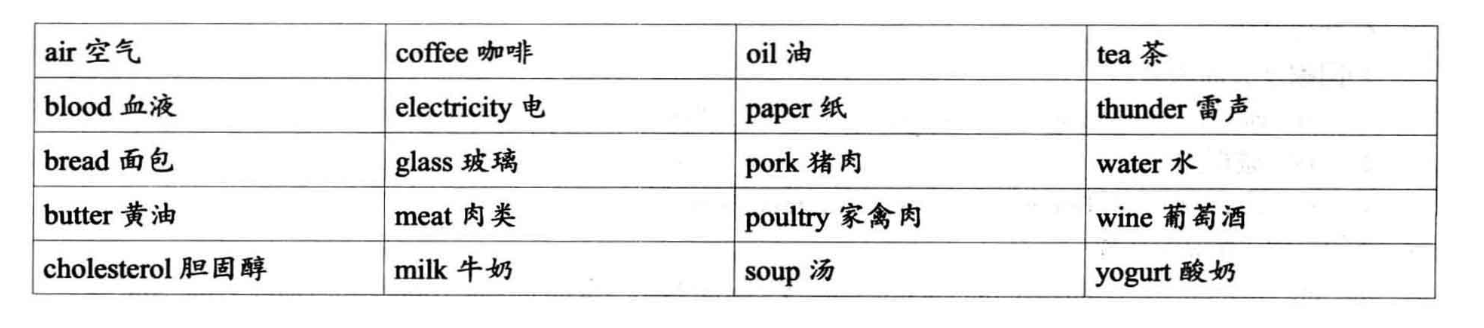 air 空气 coffee 咖啡 oil 油 tea 茶
blood 血液 electricity 电 paper 纸 thunder 雷声
bread 面包 glass 玻璃 pork 猪肉 water 水
butter 黄油 meat 肉类 poultry 家禽肉 wine 葡萄酒
cholesterol 胆固醇 milk 牛奶 soup 汤 yogurt 酸奶